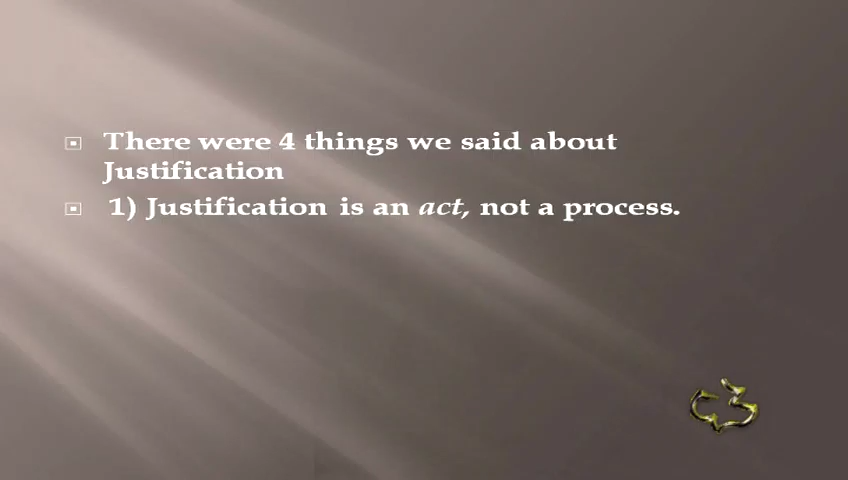 There were 4 things we said about
Justification
1) Justification is an act, not a process.